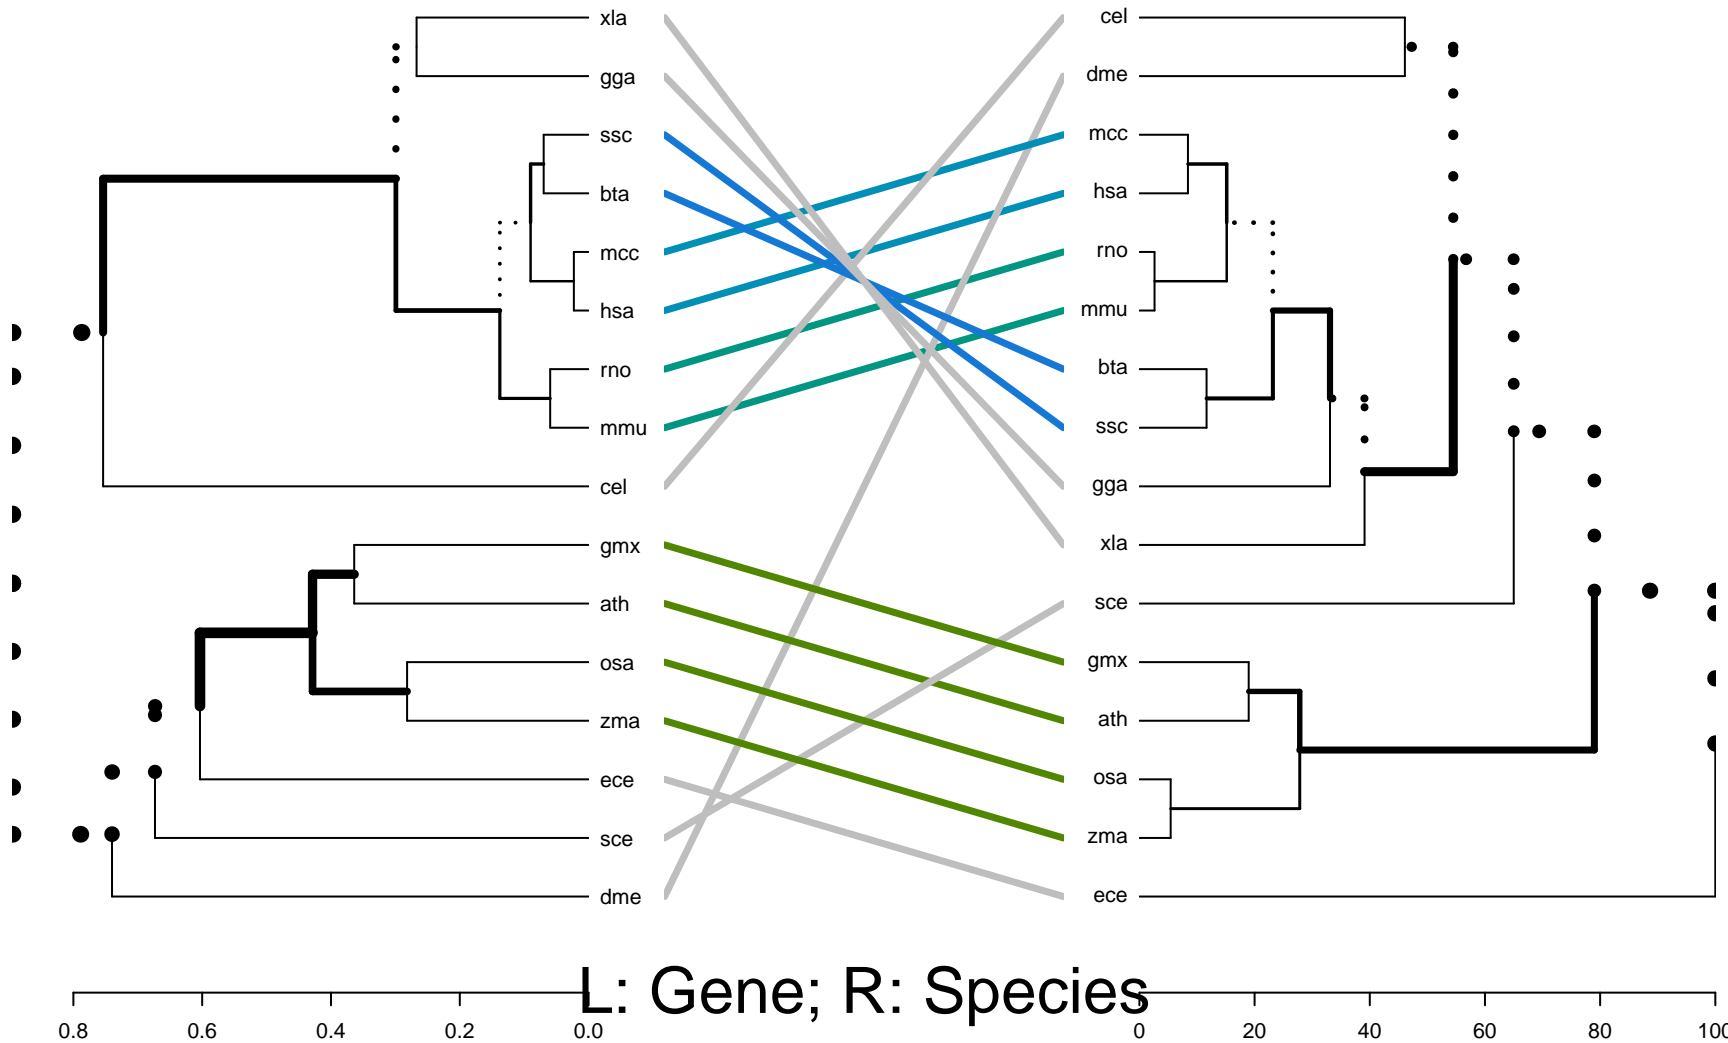 xla cel
gga dme
ssc mcc
bta hsa
mcc rno
hsa mmu
rno bta
mmu ssc
cel gga
gmx xla
ath sce
osa gmx
zma ath
ece osa
sce zma
dme ece
L: Gene; R: Species
0.8 0.6 0.4 0.2 0.0 0 20 40 60 80 100